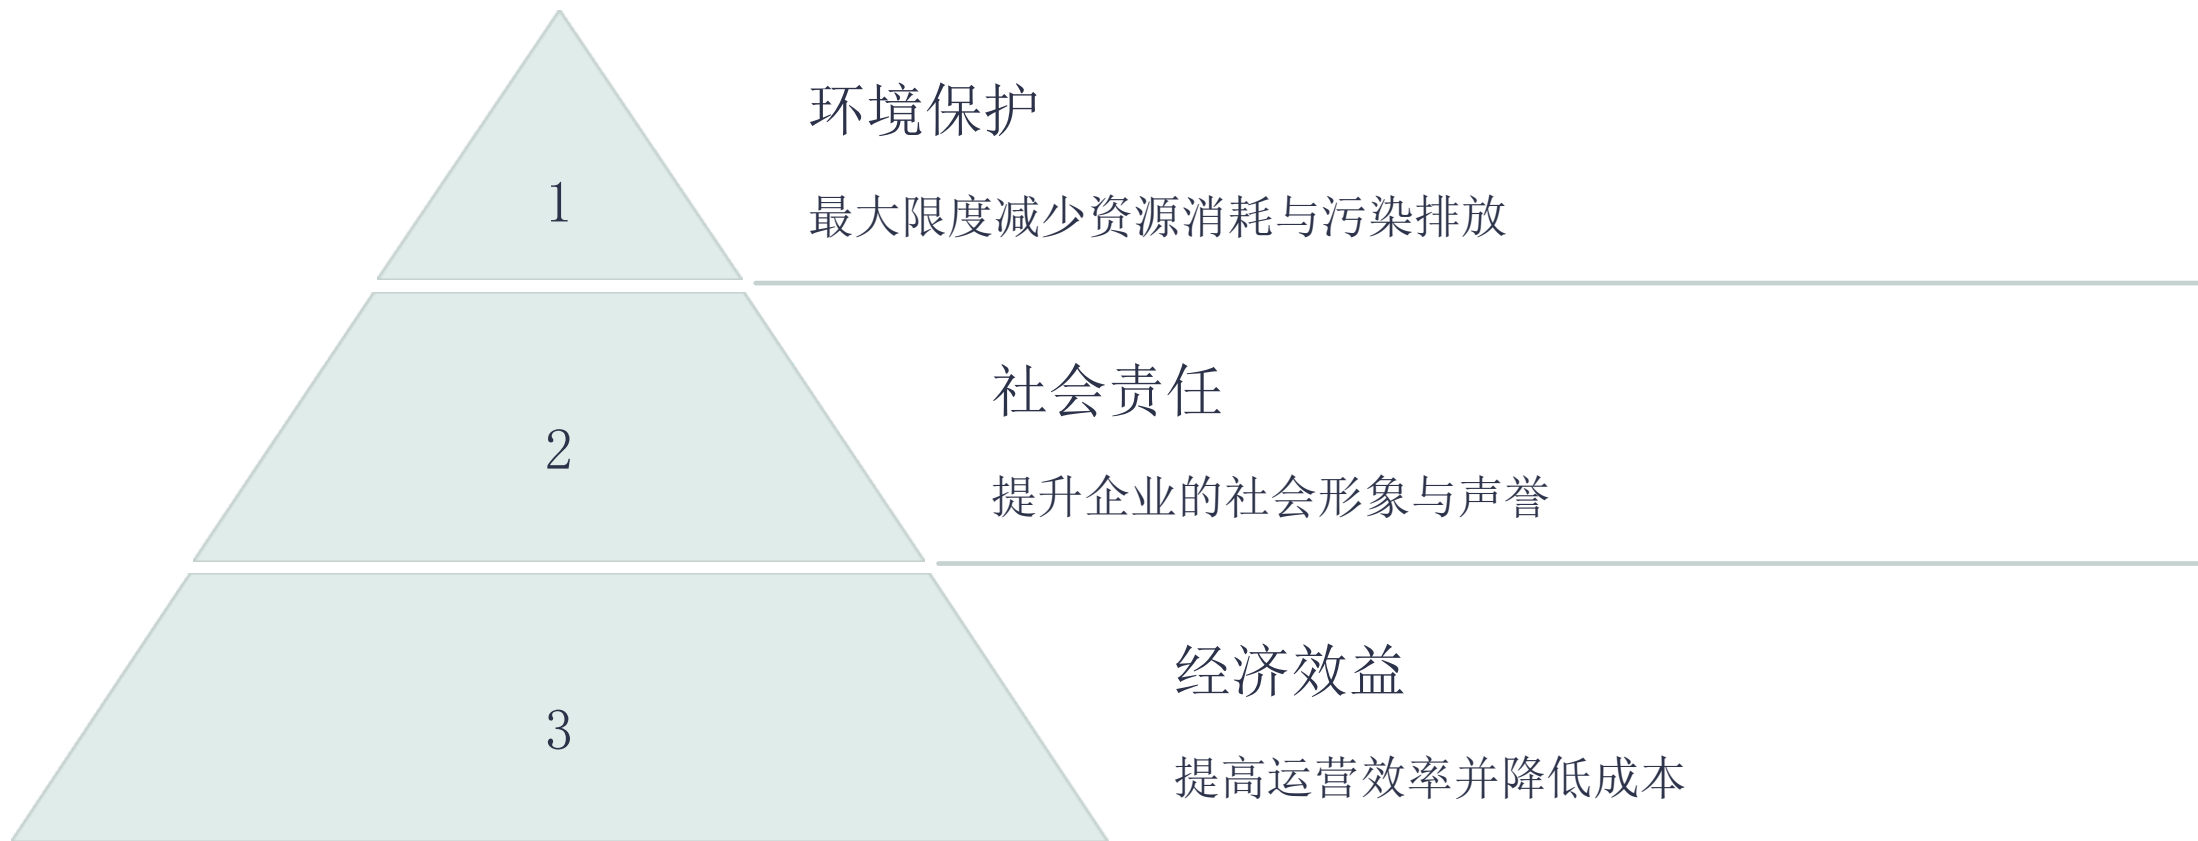 环境保护
1
最大限度减少资源消耗与污染排放
社会责任
2
提升企业的社会形象与声誉
经济效益
3
提高运营效率并降低成本